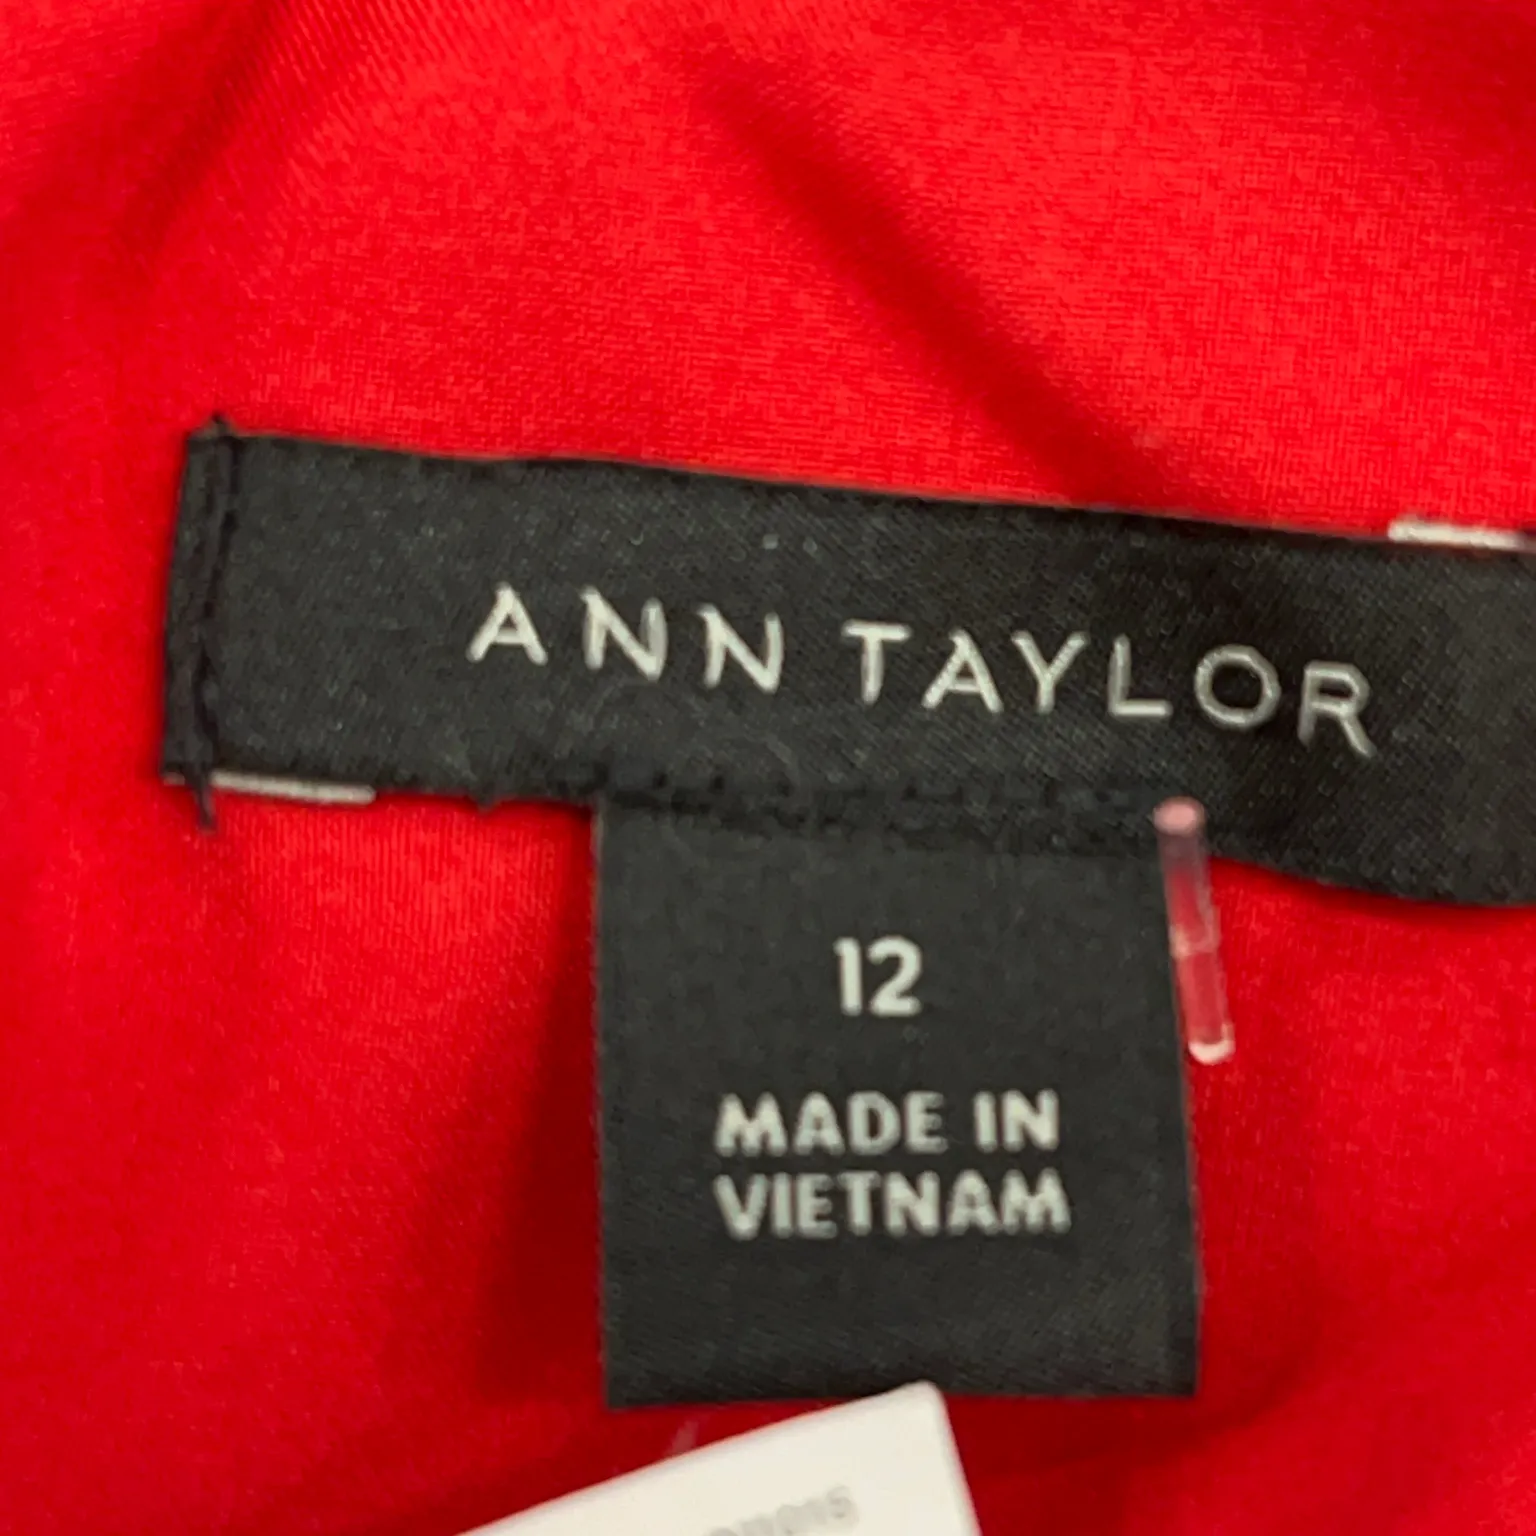 ANN TAYLOR
12
MADE IN
VIETNAM